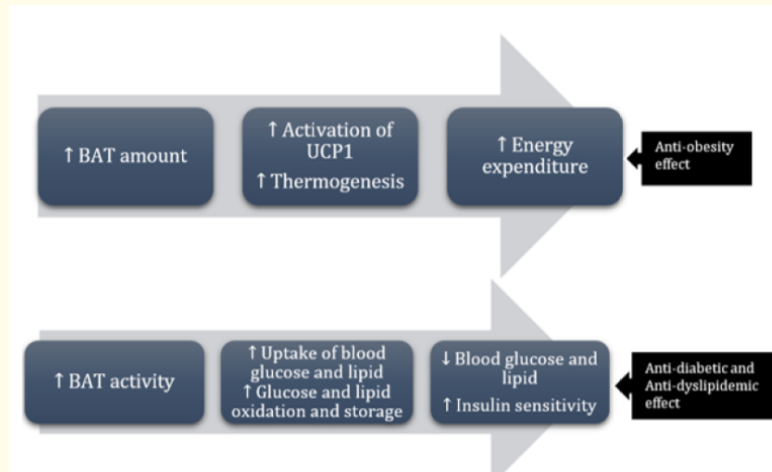 ↑ BAT amount
↑ Activation of
UCP1
↑ Thermogenesis
↑ Energy
expenditure
Anti-obesity
effect
↑ BAT activity
↑ Uptake of blood
glucose and lipid
↑ Glucose and lipid
oxidation and storage
↓ Blood glucose and
lipid
↑ Insulin sensitivity
Anti-diabetic and
Anti-dyslipidemic
effect